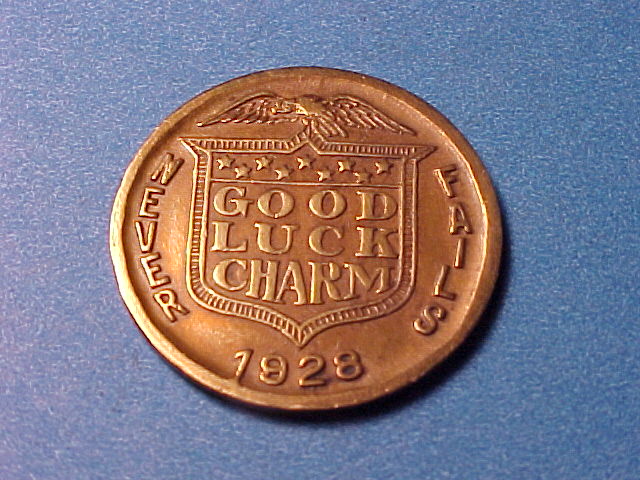 NEVER
GOOD
LUCK
CHARM
FAILS
1928